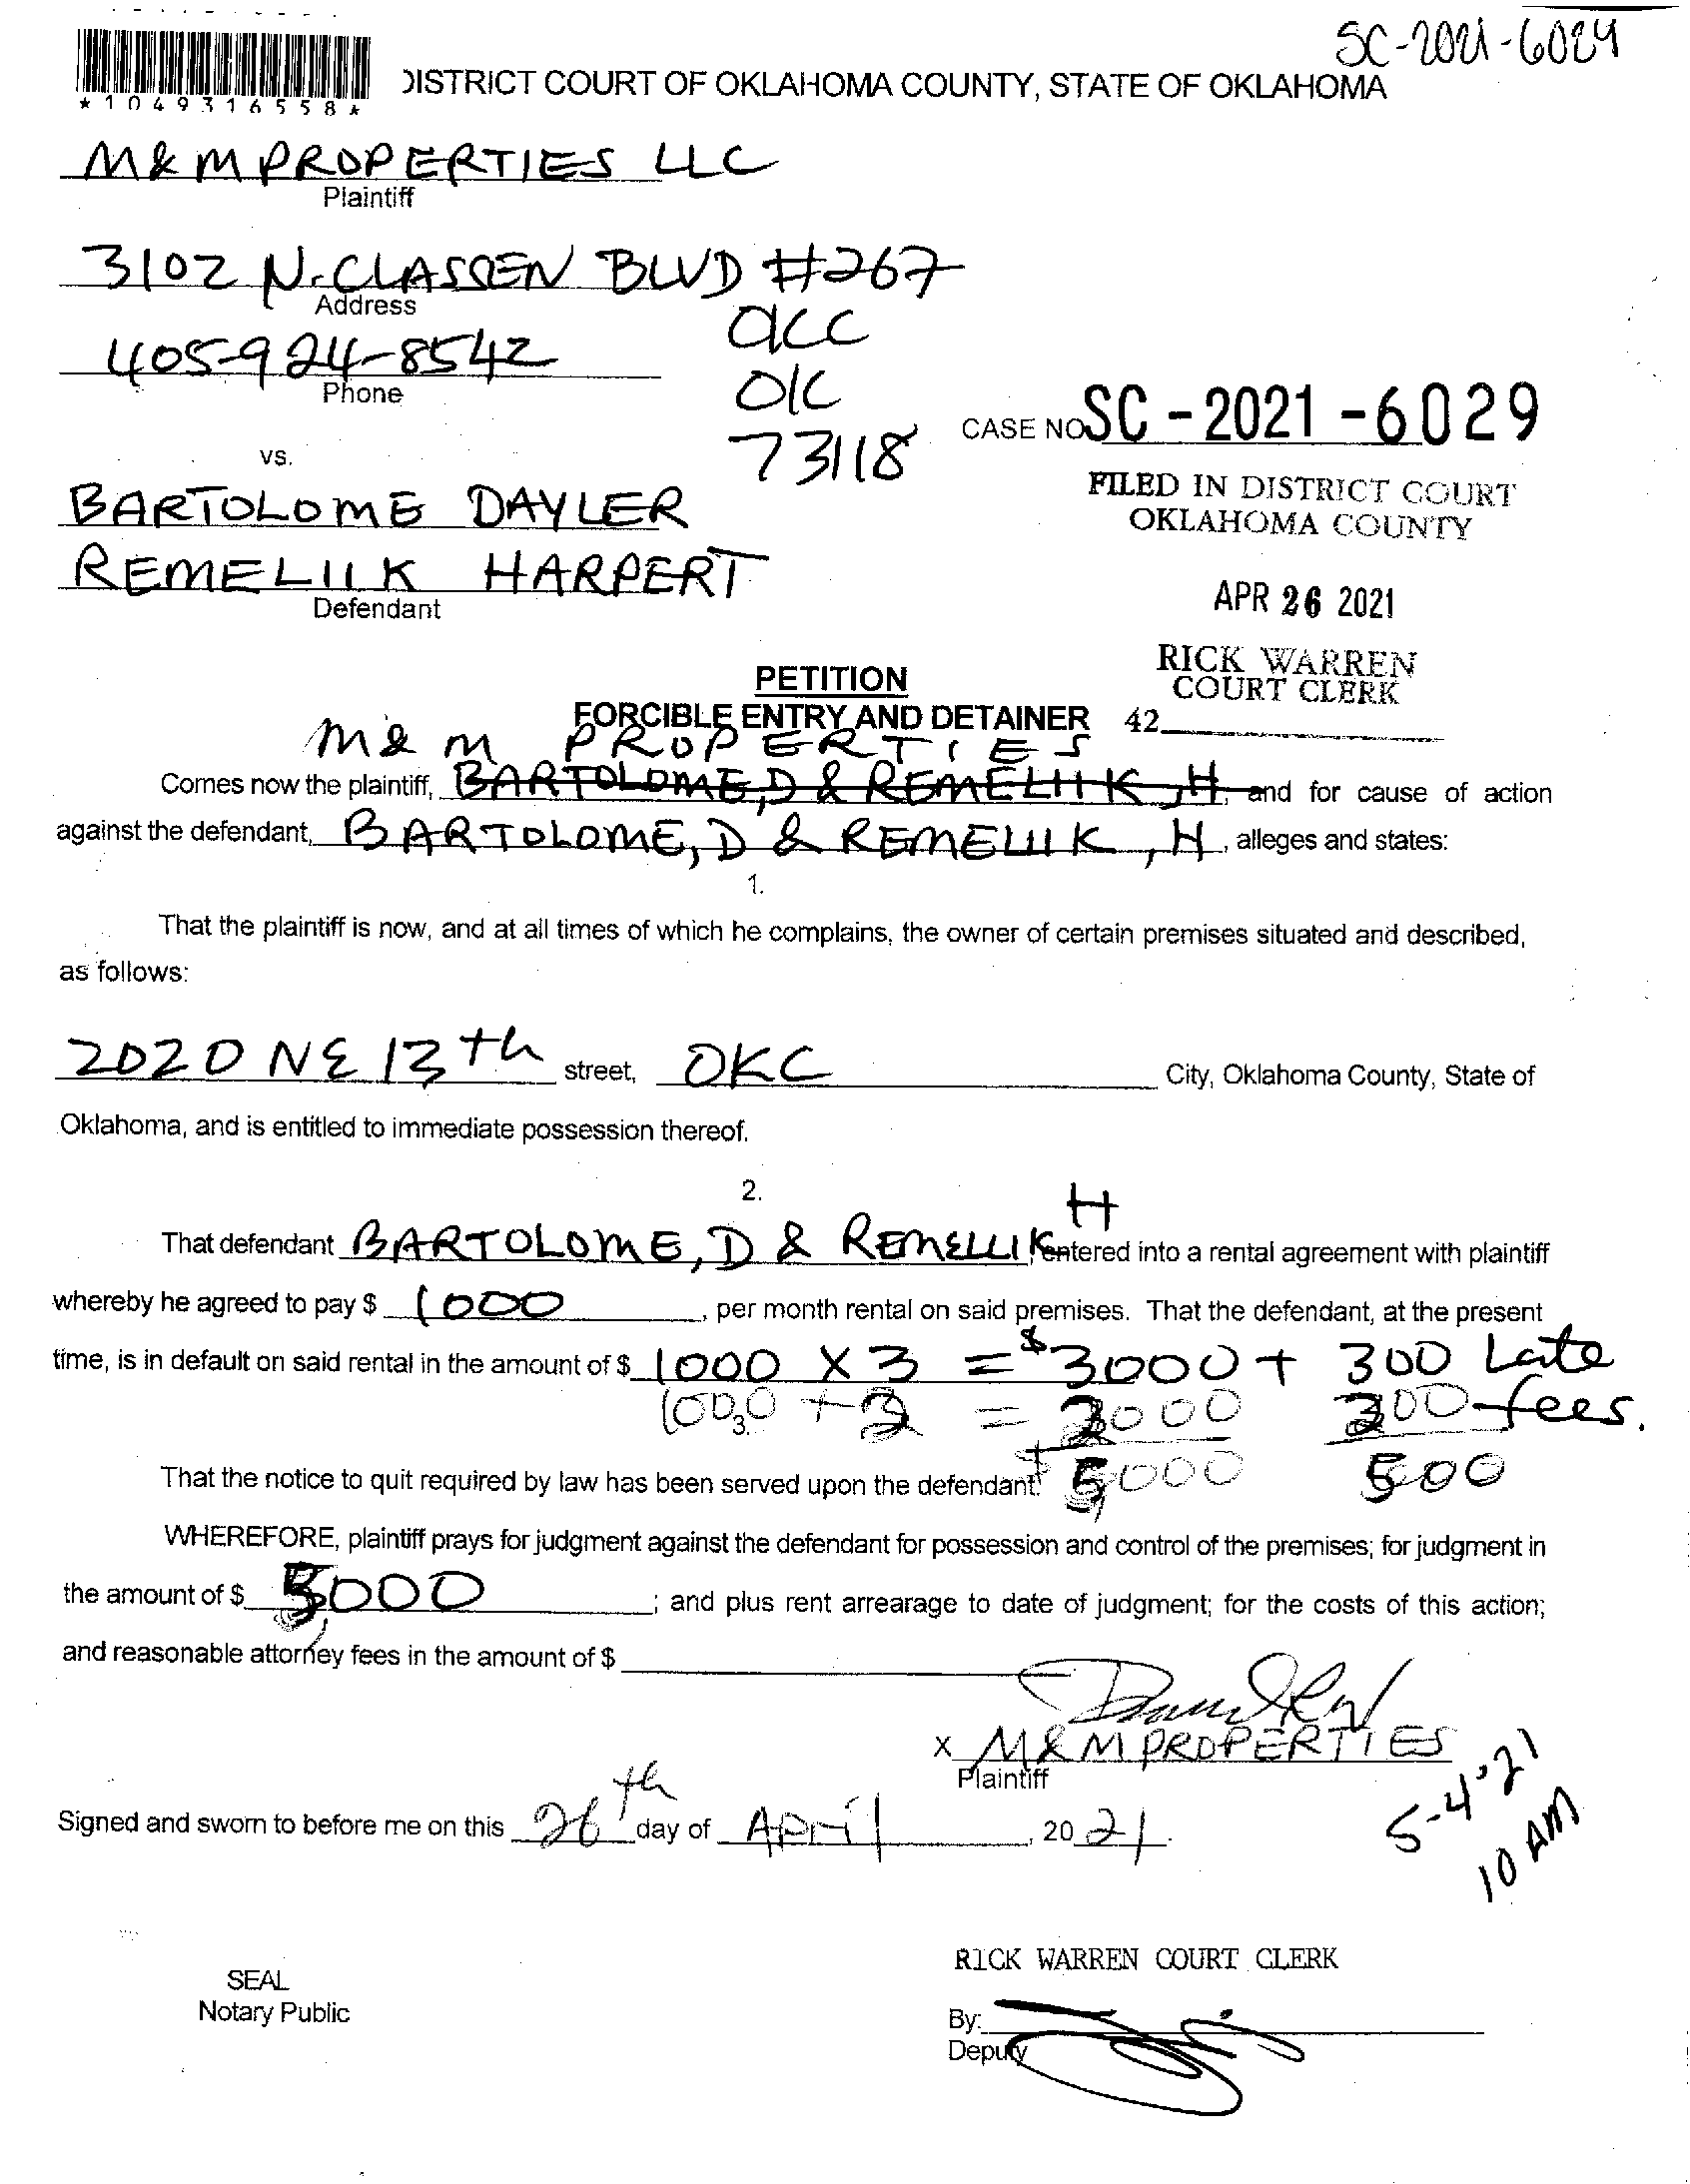 SC-2021-6029
*1049316558*
DISTRICT COURT OF OKLAHOMA COUNTY, STATE OF OKLAHOMA
M & M PROPERTIES LLC
Plaintiff
3102 N. CLASSEN BLVD #267
Address
OCC
405-924-8542
Phone
OK
73118
CASE NO. SC - 2021 - 6029
vs.
FILED IN DISTRICT COURT
OKLAHOMA COUNTY
BARTOLOME DAYLER
REMELIIK HARPERT
Defendant
APR 26 2021
RICK WARREN
COURT CLERK
42
PETITION
FORCIBLE ENTRY AND DETAINER
M & M PROPERTIES
Comes now the plaintiff, BARTOLOME, D & REMELIIK, H, and for cause of action
against the defendant, BARTOLOME, D & REMELIIK, H, alleges and states:
1.
That the plaintiff is now, and at all times of which he complains, the owner of certain premises situated and described,
as follows:
2020 NE 13th street, OKC City, Oklahoma County, State of
Oklahoma, and is entitled to immediate possession thereof.
2.
That defendant BARTOLOME, D & REMELIIK H, entered into a rental agreement with plaintiff
whereby he agreed to pay $ 1000, per month rental on said premises. That the defendant, at the present
time, is in default on said rental in the amount of $ 1000 X 3 = $3000 + 300 Late
1000 + 2 = 2000 200 fees.
3.
That the notice to quit required by law has been served upon the defendant. $5000 500
WHEREFORE, plaintiff prays for judgment against the defendant for possession and control of the premises; for judgment in
the amount of $ 5,000; and plus rent arrearage to date of judgment; for the costs of this action;
and reasonable attorney fees in the amount of $
X M & M PROPERTIES
Plaintiff
5-4-21
10 AM
Signed and sworn to before me on this 26th day of April, 2021.
RICK WARREN COURT CLERK
SEAL
Notary Public
By:
Deputy